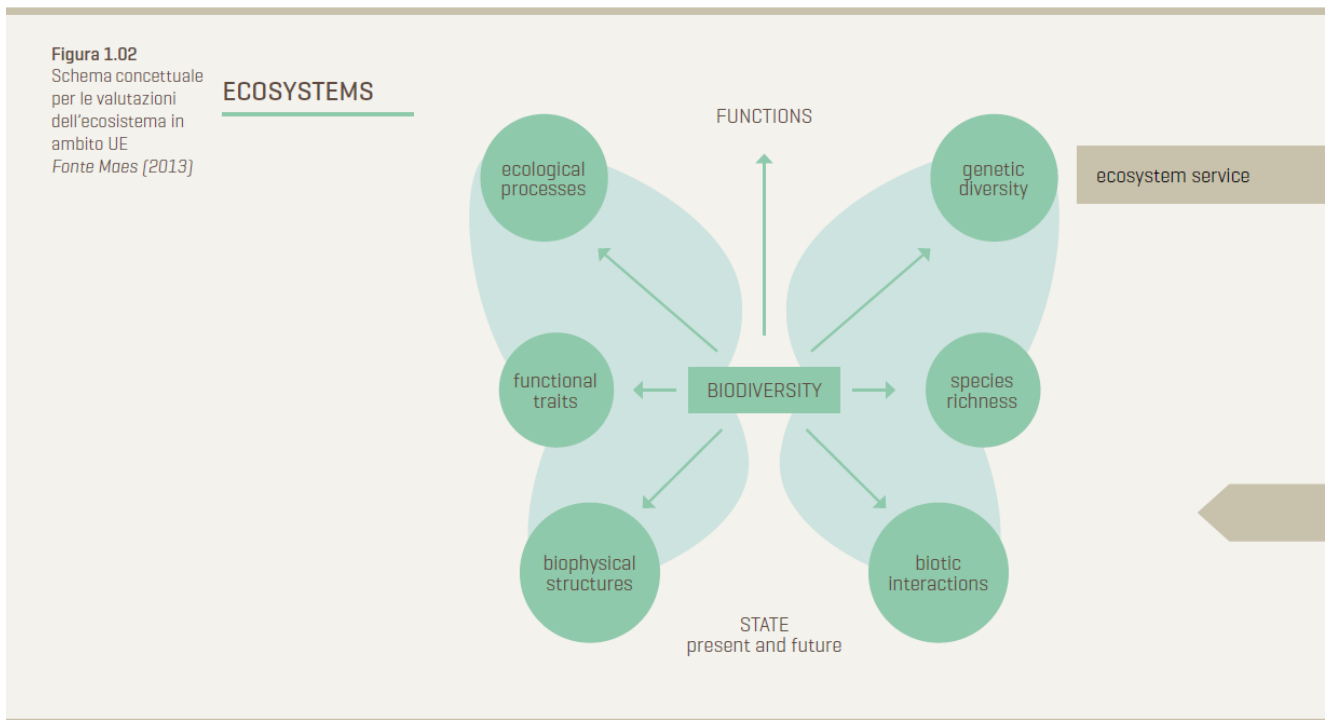 Figura 1.02
Schema concettuale
per le valutazioni
dell'ecosistema in
ambito UE
Fonte Maes (2013)
ECOSYSTEMS
FUNCTIONS
ecological
processes
genetic
diversity
ecosystem service
functional
traits
BIODIVERSITY
species
richness
biophysical
structures
biotic
interactions
STATE
present and future